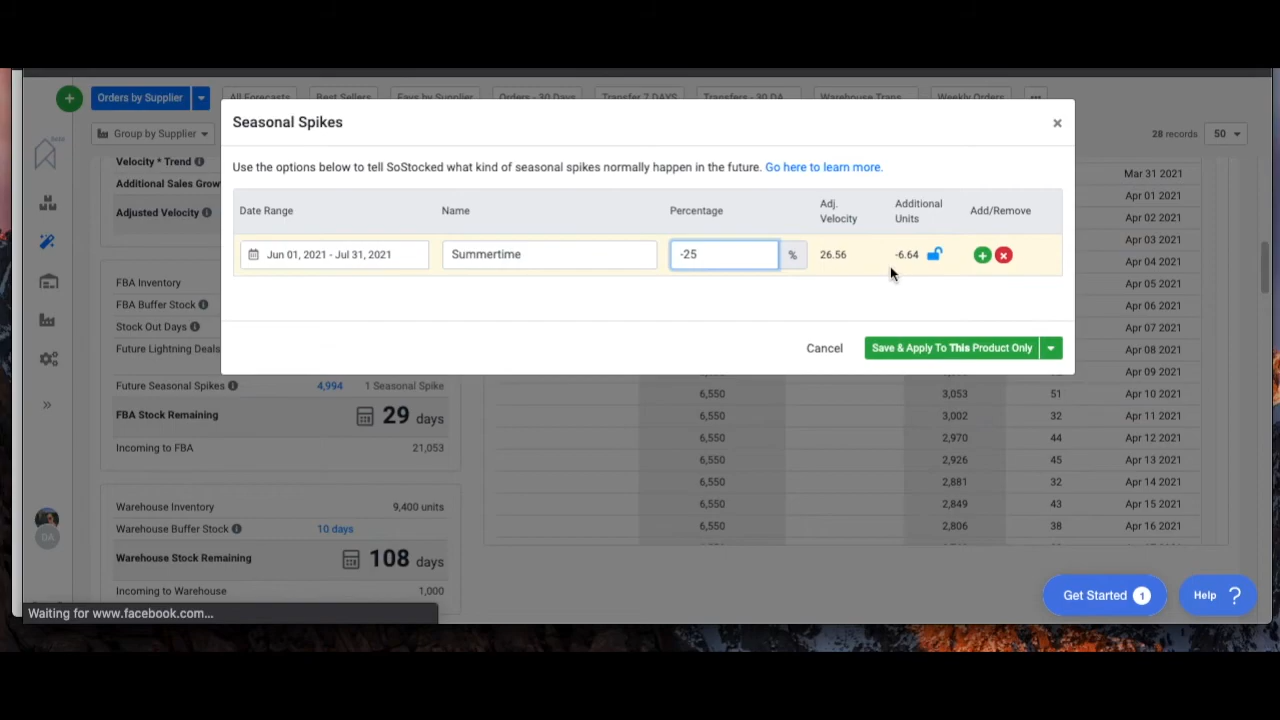 Orders by Supplier
All Forecasts
Best Sellers
Favs by Supplier
Orders - 30 Days
Transfer 7 DAYS
Transfers - 30 DA
Warehouse Trans
Weekly Orders
Group by Supplier
28 records
50
Seasonal Spikes
×
Use the options below to tell SoStocked what kind of seasonal spikes normally happen in the future. Go here to learn more.
Date Range
Name
Percentage
Adj. Velocity
Additional Units
Add/Remove
Jun 01, 2021 - Jul 31, 2021
Summertime
-25
%
26.56
-6.64
Cancel
Save & Apply To This Product Only
Velocity * Trend
Additional Sales Grow
Adjusted Velocity
FBA Inventory
FBA Buffer Stock
Stock Out Days
Future Lightning Deals
Future Seasonal Spikes 4,994 1 Seasonal Spike
FBA Stock Remaining 29 days
Incoming to FBA 21,053
Warehouse Inventory 9,400 units
Warehouse Buffer Stock 10 days
Warehouse Stock Remaining 108 days
Incoming to Warehouse 1,000
Mar 31 2021
Apr 01 2021
Apr 02 2021
Apr 03 2021
Apr 04 2021
Apr 05 2021
Apr 06 2021
Apr 07 2021
Apr 08 2021
Apr 09 2021
6,550 3,053 51 Apr 10 2021
6,550 3,002 32 Apr 11 2021
6,550 2,970 44 Apr 12 2021
6,550 2,926 45 Apr 13 2021
6,550 2,881 32 Apr 14 2021
6,550 2,849 43 Apr 15 2021
6,550 2,806 38 Apr 16 2021
DA
Get Started 1
Help ?
Waiting for www.facebook.com...